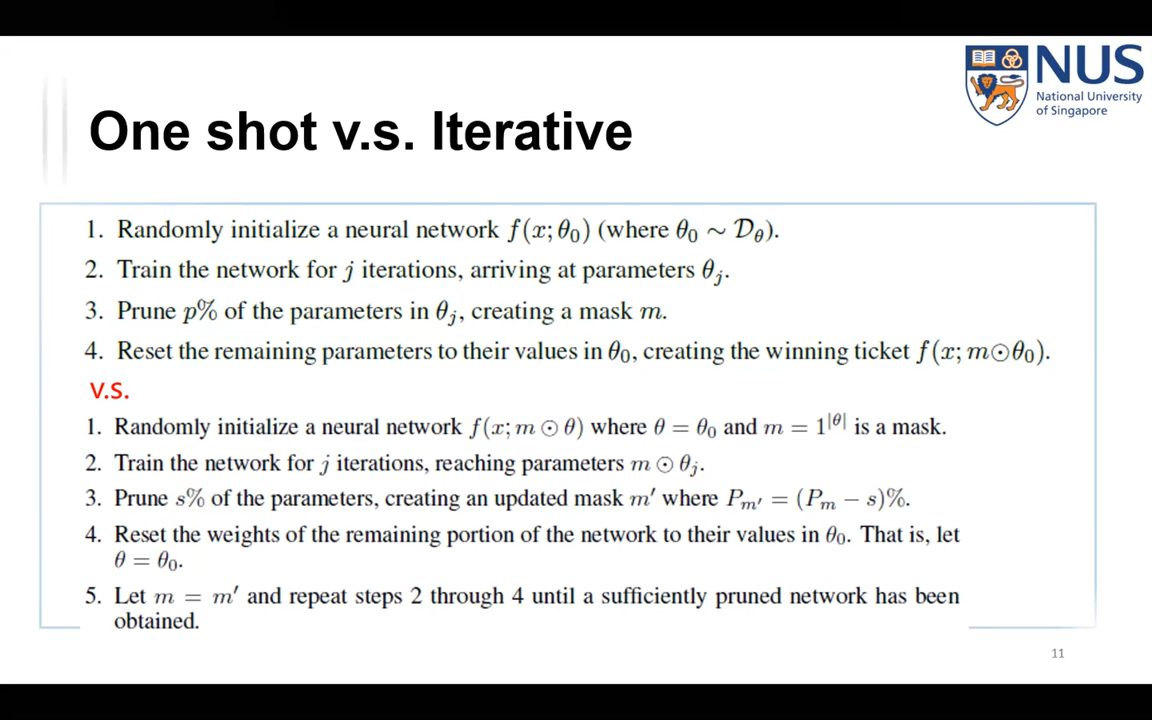 NUS
National University
of Singapore
One shot v.s. Iterative
1. Randomly initialize a neural network f(x; θ₀) (where θ₀ ∼ 𝒟_θ).
2. Train the network for j iterations, arriving at parameters θⱼ.
3. Prune p% of the parameters in θⱼ, creating a mask m.
4. Reset the remaining parameters to their values in θ₀, creating the winning ticket f(x; m⊙θ₀).
v.s.
1. Randomly initialize a neural network f(x; m ⊙ θ) where θ = θ₀ and m = 1^|θ| is a mask.
2. Train the network for j iterations, reaching parameters m ⊙ θⱼ.
3. Prune s% of the parameters, creating an updated mask m′ where P_m′ = (P_m − s)%.
4. Reset the weights of the remaining portion of the network to their values in θ₀. That is, let
θ = θ₀.
5. Let m = m′ and repeat steps 2 through 4 until a sufficiently pruned network has been
obtained.
11